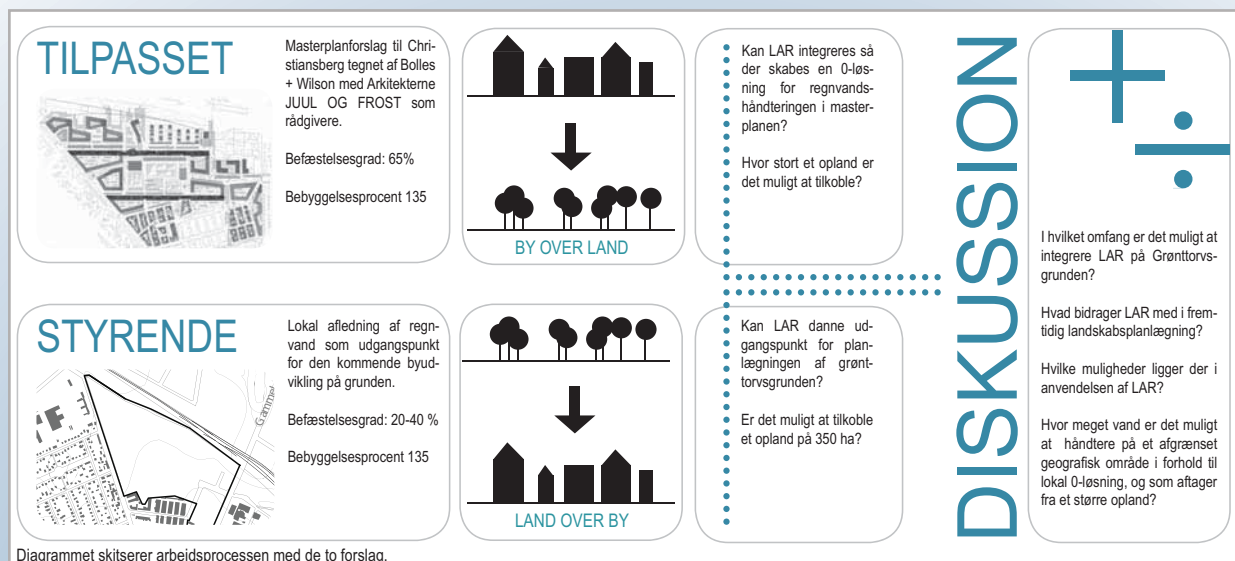 TILPASSET
Masterplanforslag til Chri-
stiansberg tegnet af Bolles
+ Wilson med Arkitekterne
JUUL OG FROST som
rådgivere.
Befæstelsesgrad: 65%
Bebyggelsesprocent 135
BY OVER LAND
Kan LAR integreres så
der skabes en 0-løs-
ning for regnvands-
håndteringen i master-
planen?
Hvor stort et opland er
det muligt at tilkoble?
STYRENDE
Gammel
Lokal afledning af regn-
vand som udgangspunkt
for den kommende byud-
vikling på grunden.
Befæstelsesgrad: 20-40 %
Bebyggelsesprocent 135
LAND OVER BY
Kan LAR danne ud-
gangspunkt for plan-
lægningen af grønt-
torvsgrunden?
Er det muligt at tilkoble
et opland på 350 ha?
DISKUSSION
I hvilket omfang er det muligt at
integrere LAR på Grønttorvs-
grunden?
Hvad bidrager LAR med i frem-
tidig landskabsplanlægning?
Hvilke muligheder ligger der i
anvendelsen af LAR?
Hvor meget vand er det muligt
at håndtere på et afgrænset
geografisk område i forhold til
lokal 0-løsning, og som aftager
fra et større opland?
Diagrammet skitserer arbejdsprocessen med de to forslag.